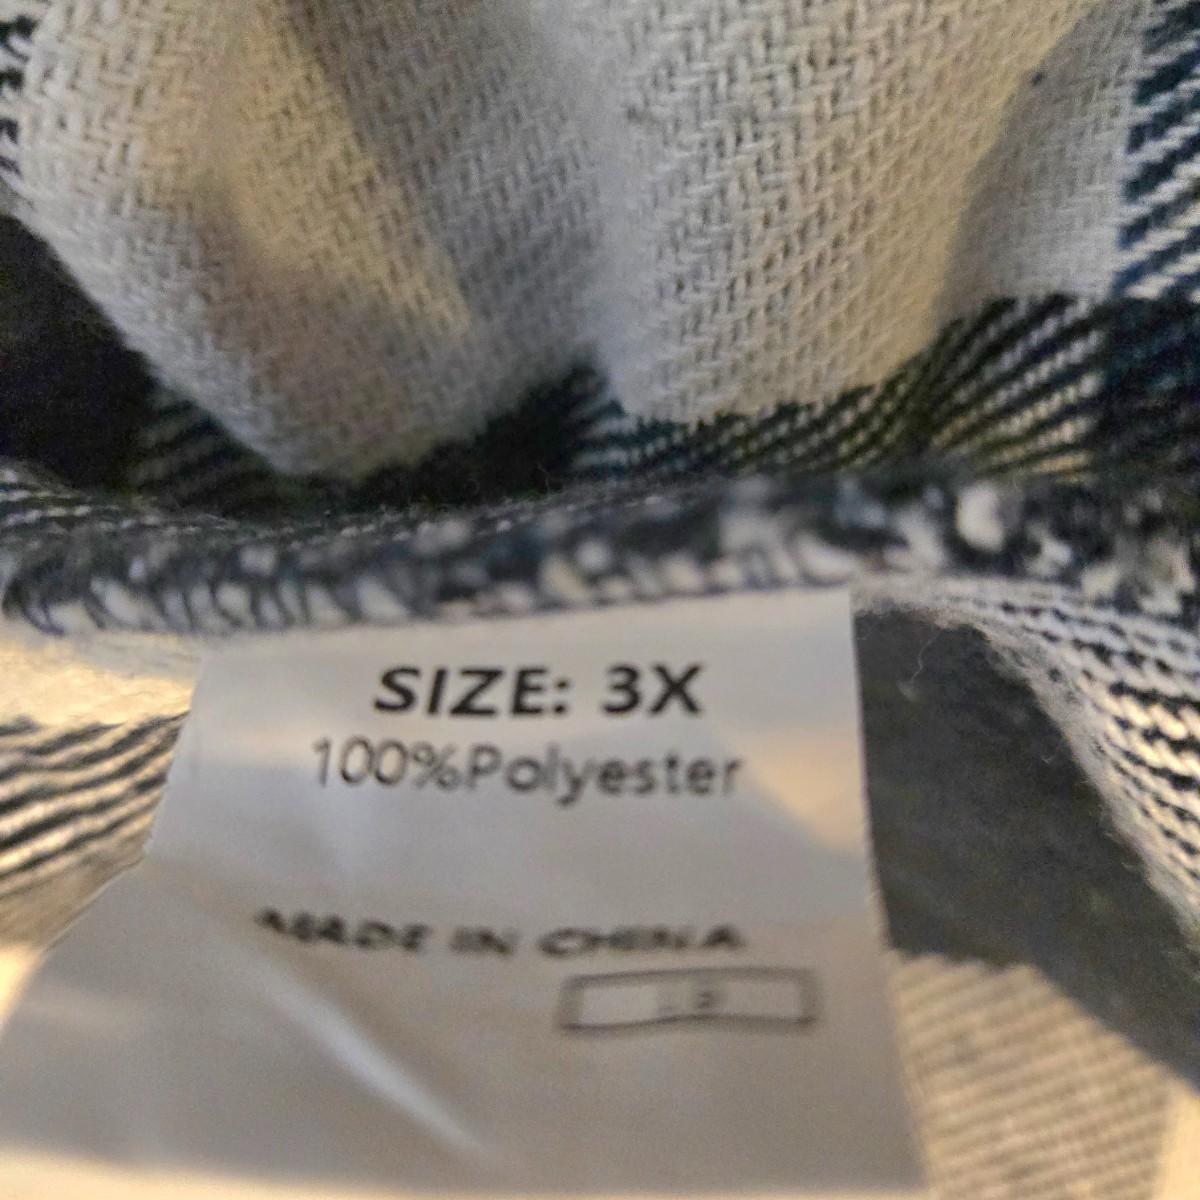 SIZE: 3X
100%Polyester
MADE IN CHINA